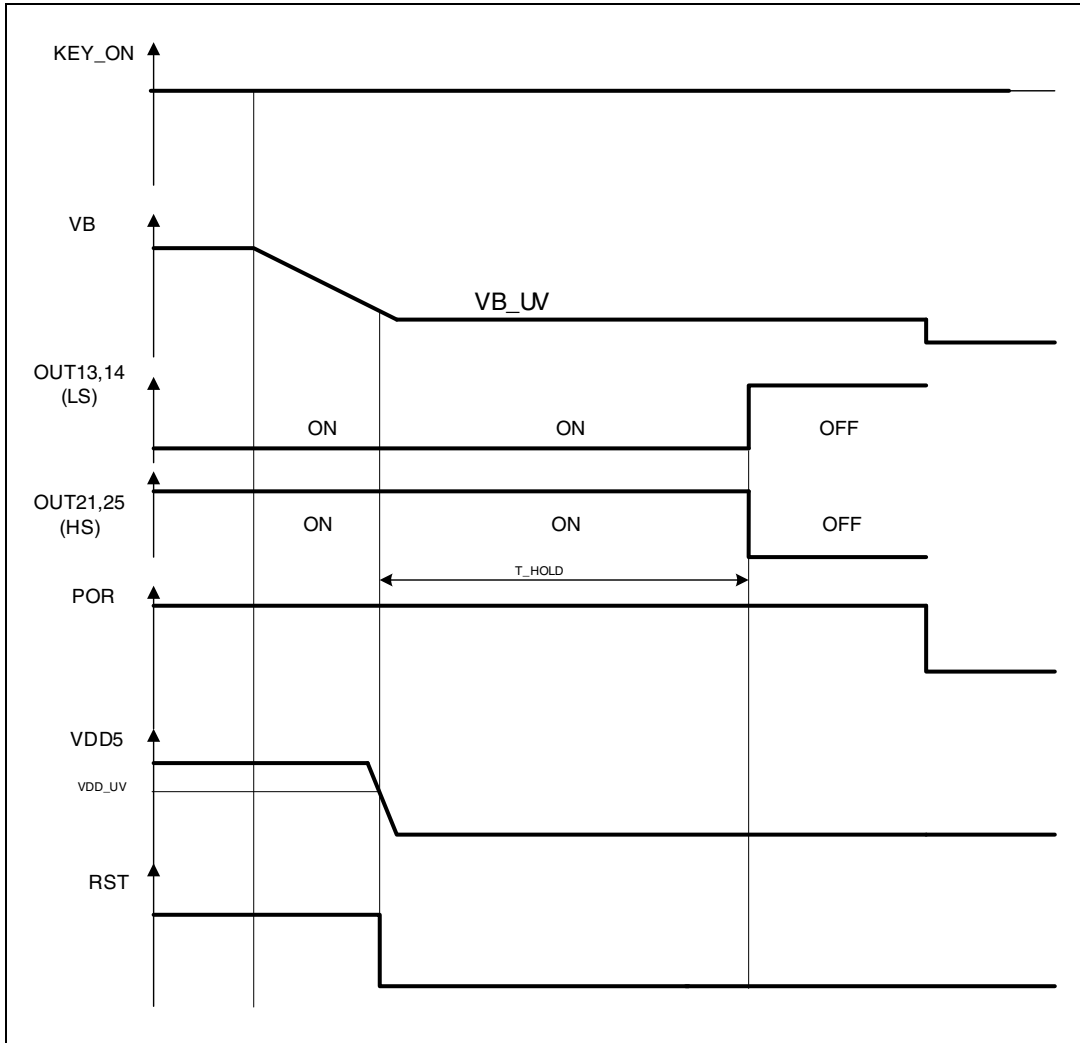 KEY_ON
VB
VB_UV
OUT13,14
(LS)
ON ON OFF
OUT21,25
(HS)
ON ON OFF
T_HOLD
POR
VDD5
VDD_UV
RST